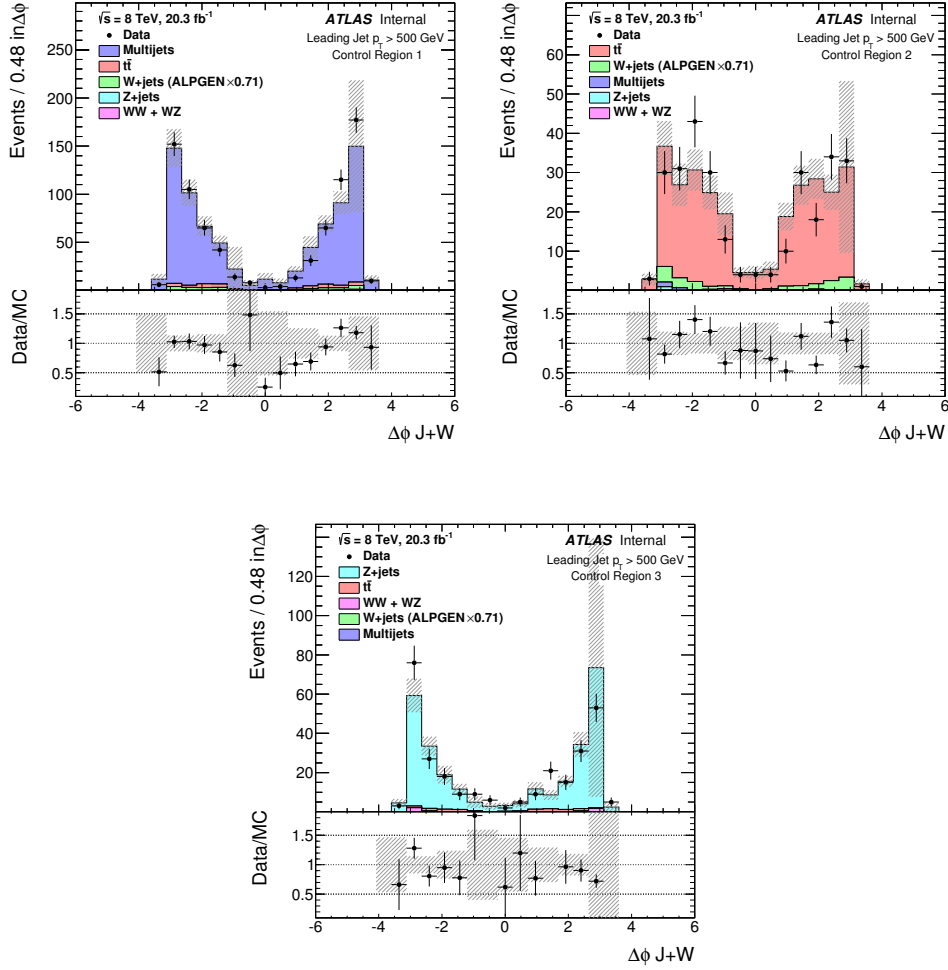 √s = 8 TeV, 20.3 fb⁻¹
Data
Multijets
tt̄
W+jets (ALPGEN×0.71)
Z+jets
WW + WZ
ATLAS Internal
Leading Jet p_T > 500 GeV
Control Region 1
Events / 0.48 inΔϕ
250
200
150
100
50
Data/MC
1.5
1
0.5
-6 -4 -2 0 2 4 6
Δϕ J+W
√s = 8 TeV, 20.3 fb⁻¹
Data
tt̄
W+jets (ALPGEN×0.71)
Multijets
Z+jets
WW + WZ
ATLAS Internal
Leading Jet p_T > 500 GeV
Control Region 2
Events / 0.48 inΔϕ
60
50
40
30
20
10
Data/MC
1.5
1
0.5
-6 -4 -2 0 2 4 6
Δϕ J+W
√s = 8 TeV, 20.3 fb⁻¹
Data
Z+jets
tt̄
WW + WZ
W+jets (ALPGEN×0.71)
Multijets
ATLAS Internal
Leading Jet p_T > 500 GeV
Control Region 3
Events / 0.48 inΔϕ
120
100
80
60
40
20
Data/MC
1.5
1
0.5
-6 -4 -2 0 2 4 6
Δϕ J+W